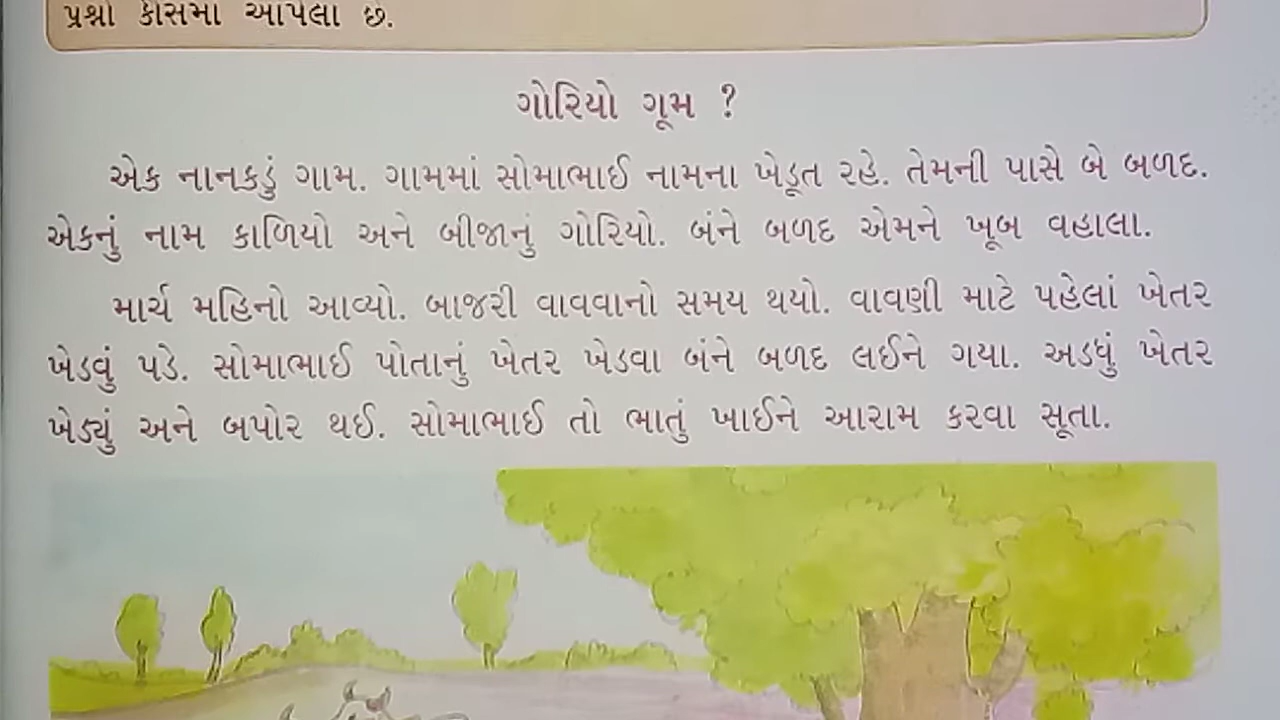 પ્રશ્નો કૌંસમાં આપેલા છે.
ગોરિયો ગૂમ ?
એક નાનકડું ગામ. ગામમાં સોમાભાઈ નામના ખેડૂત રહે. તેમની પાસે બે બળદ.
એકનું નામ કાળિયો અને બીજાનું ગોરિયો. બંને બળદ એમને ખૂબ વહાલા.
માર્ચ મહિનો આવ્યો. બાજરી વાવવાનો સમય થયો. વાવણી માટે પહેલાં ખેતર
ખેડવું પડે. સોમાભાઈ પોતાનું ખેતર ખેડવા બંને બળદ લઈને ગયા. અડધું ખેતર
ખેડ્યું અને બપોર થઈ. સોમાભાઈ તો ભાતું ખાઈને આરામ કરવા સૂતા.